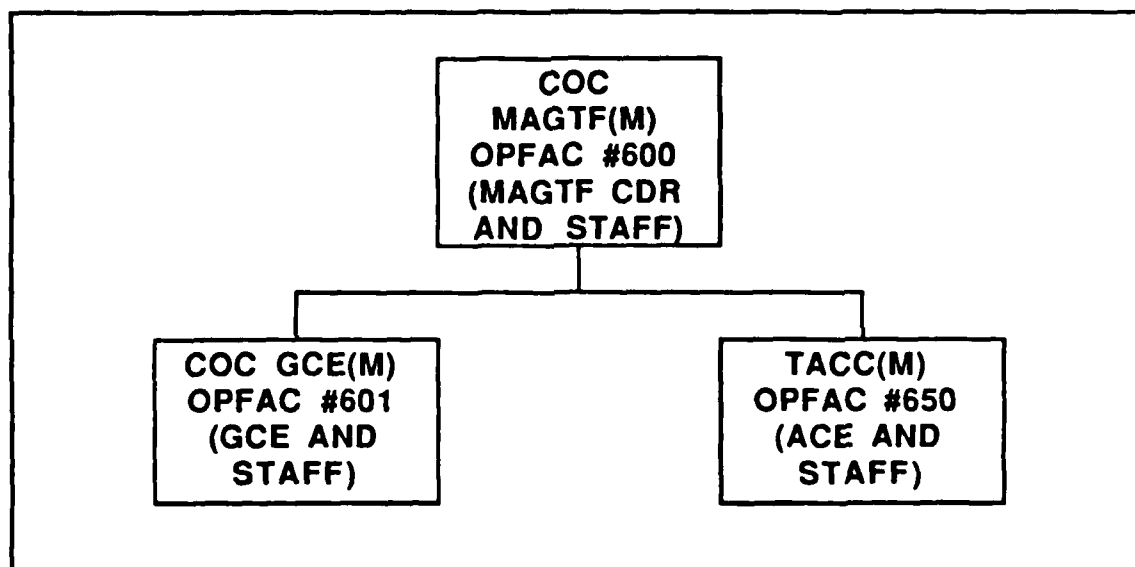 COC
MAGTF(M)
OPFAC #600
(MAGTF CDR
AND STAFF)
COC GCE(M)
OPFAC #601
(GCE AND
STAFF)
TACC(M)
OPFAC #650
(ACE AND
STAFF)